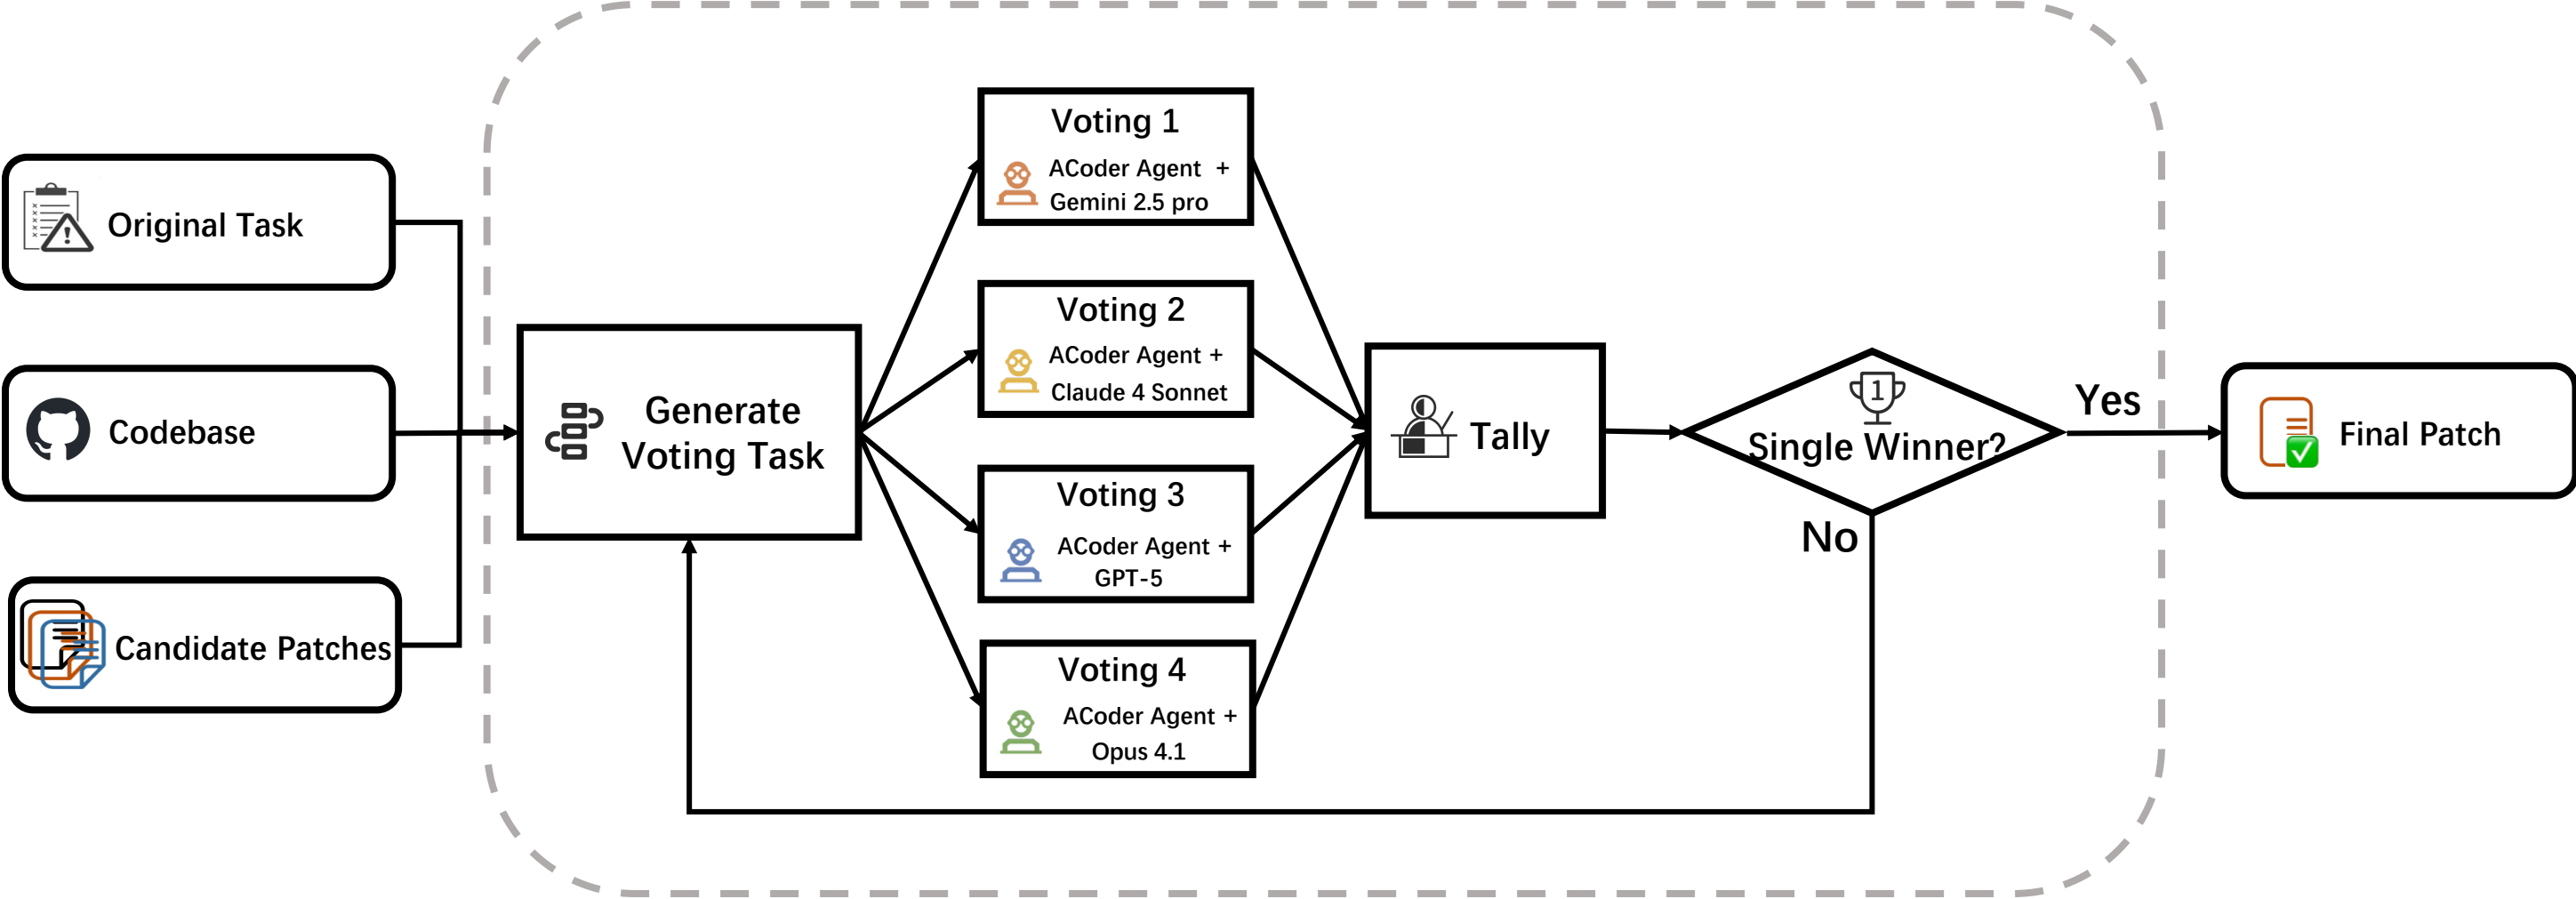 Original Task
Codebase
Candidate Patches
Generate
Voting Task
Voting 1
ACoder Agent +
Gemini 2.5 pro
Voting 2
ACoder Agent +
Claude 4 Sonnet
Voting 3
ACoder Agent +
GPT-5
Voting 4
ACoder Agent +
Opus 4.1
Tally
1
Single Winner?
Yes
No
Final Patch